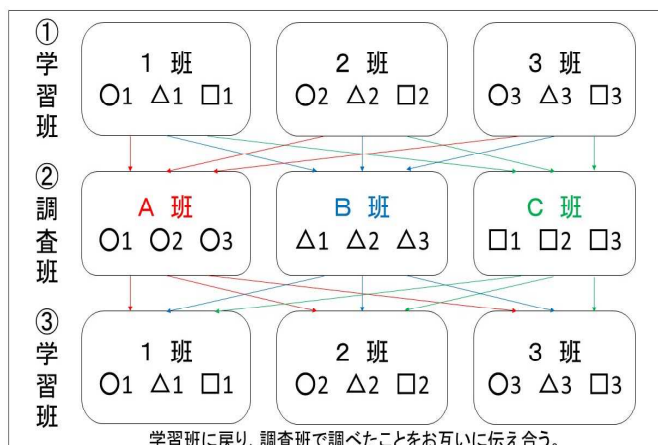 ①学習班
1 班 2 班 3 班
○1 △1 □1 ○2 △2 □2 ○3 △3 □3
②調査班
A 班 B 班 C 班
○1 ○2 ○3 △1 △2 △3 □1 □2 □3
③学習班
1 班 2 班 3 班
○1 △1 □1 ○2 △2 □2 ○3 △3 □3
学習班に戻り、調査班で調べたことをお互いに伝え合う。